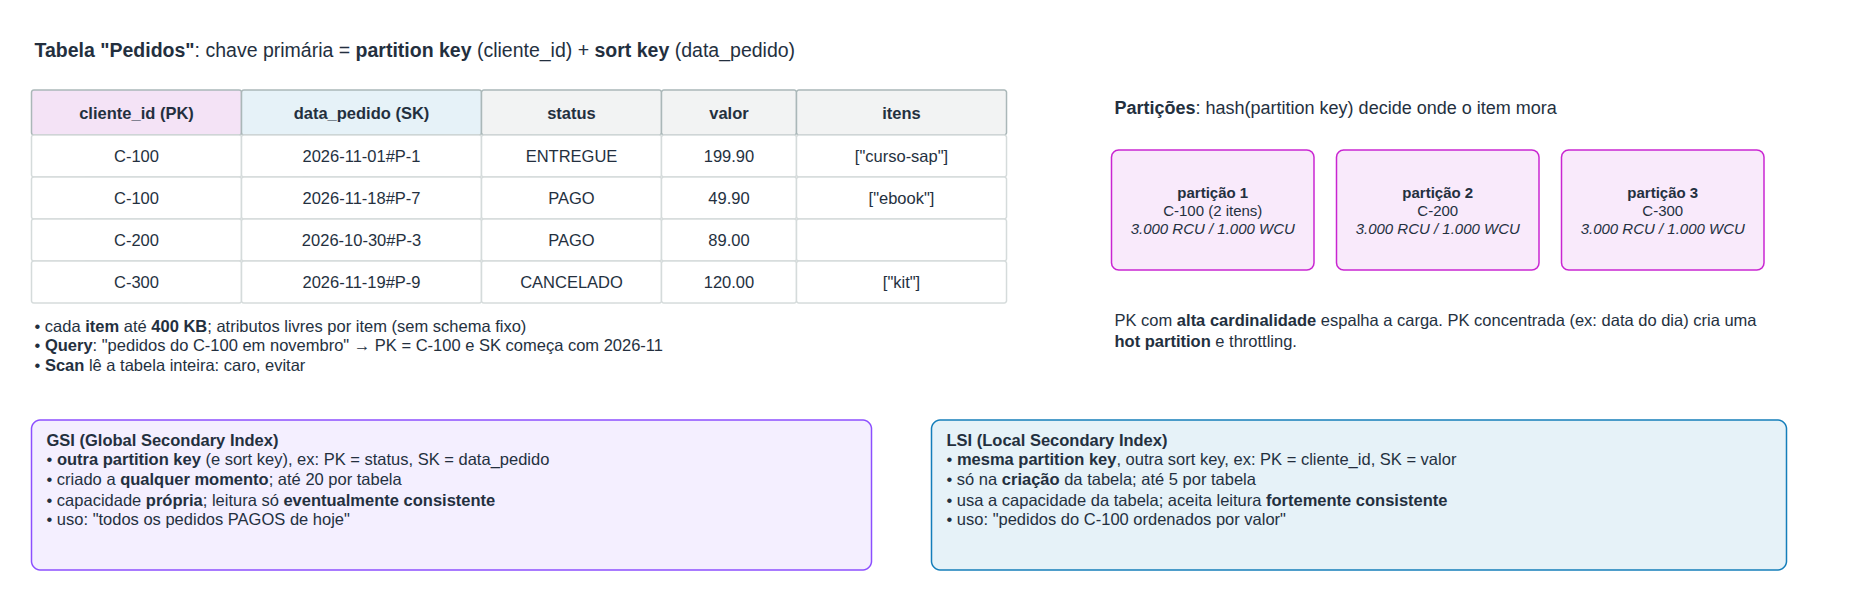 Tabela "Pedidos": chave primária = partition key (cliente_id) + sort key (data_pedido)
cliente_id (PK) data_pedido (SK) status valor itens
C-100 2026-11-01#P-1 ENTREGUE 199.90 ["curso-sap"]
C-100 2026-11-18#P-7 PAGO 49.90 ["ebook"]
C-200 2026-10-30#P-3 PAGO 89.00
C-300 2026-11-19#P-9 CANCELADO 120.00 ["kit"]
• cada item até 400 KB; atributos livres por item (sem schema fixo)
• Query: "pedidos do C-100 em novembro" → PK = C-100 e SK começa com 2026-11
• Scan lê a tabela inteira: caro, evitar
Partições: hash(partition key) decide onde o item mora
partição 1
C-100 (2 itens)
3.000 RCU / 1.000 WCU
partição 2
C-200
3.000 RCU / 1.000 WCU
partição 3
C-300
3.000 RCU / 1.000 WCU
PK com alta cardinalidade espalha a carga. PK concentrada (ex: data do dia) cria uma
hot partition e throttling.
GSI (Global Secondary Index)
• outra partition key (e sort key), ex: PK = status, SK = data_pedido
• criado a qualquer momento; até 20 por tabela
• capacidade própria; leitura só eventualmente consistente
• uso: "todos os pedidos PAGOS de hoje"
LSI (Local Secondary Index)
• mesma partition key, outra sort key, ex: PK = cliente_id, SK = valor
• só na criação da tabela; até 5 por tabela
• usa a capacidade da tabela; aceita leitura fortemente consistente
• uso: "pedidos do C-100 ordenados por valor"